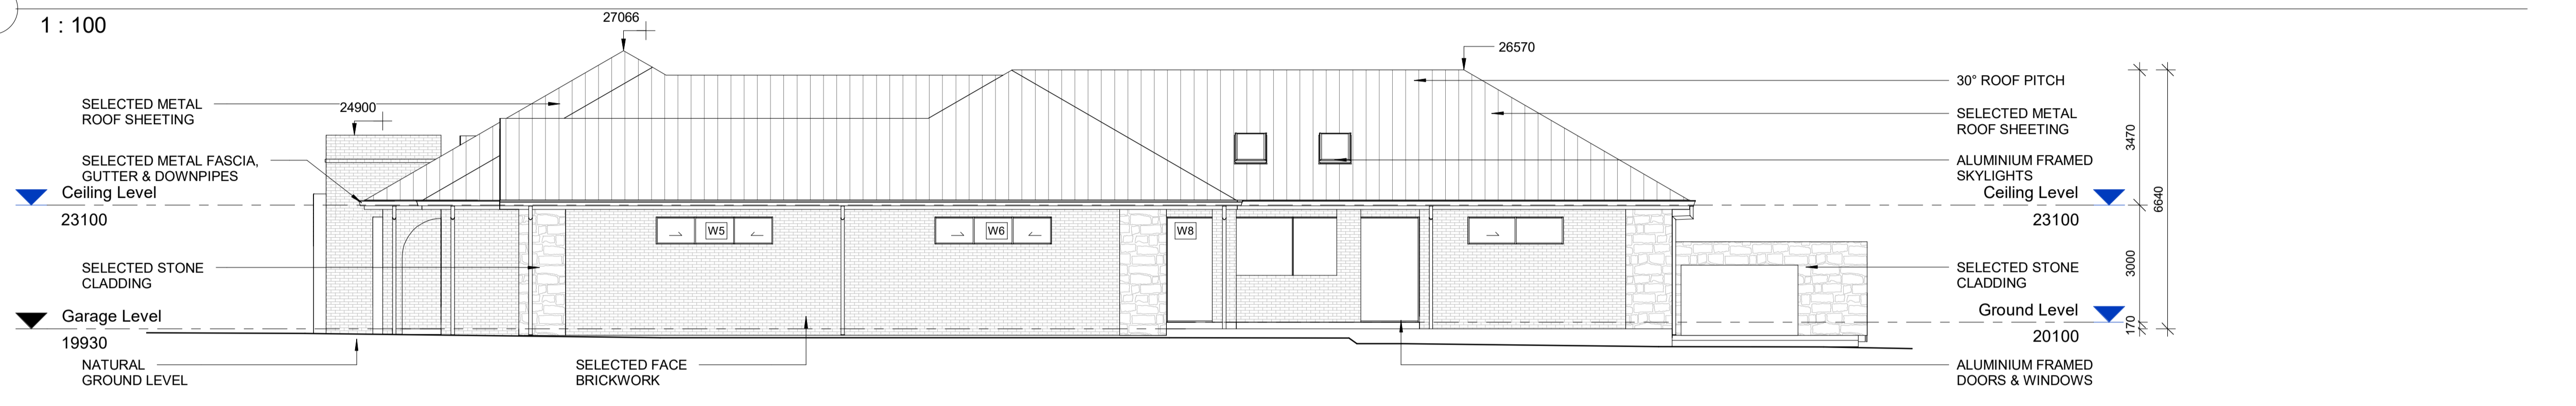 1 : 100
27066
26570
24900
SELECTED METAL
ROOF SHEETING
SELECTED METAL FASCIA,
GUTTER & DOWNPIPES
Ceiling Level
23100
SELECTED STONE
CLADDING
Garage Level
19930
NATURAL
GROUND LEVEL
SELECTED FACE
BRICKWORK
W5
W6
W8
30° ROOF PITCH
SELECTED METAL
ROOF SHEETING
ALUMINIUM FRAMED
SKYLIGHTS
Ceiling Level
23100
SELECTED STONE
CLADDING
Ground Level
20100
ALUMINIUM FRAMED
DOORS & WINDOWS
3470
3000
170
6640